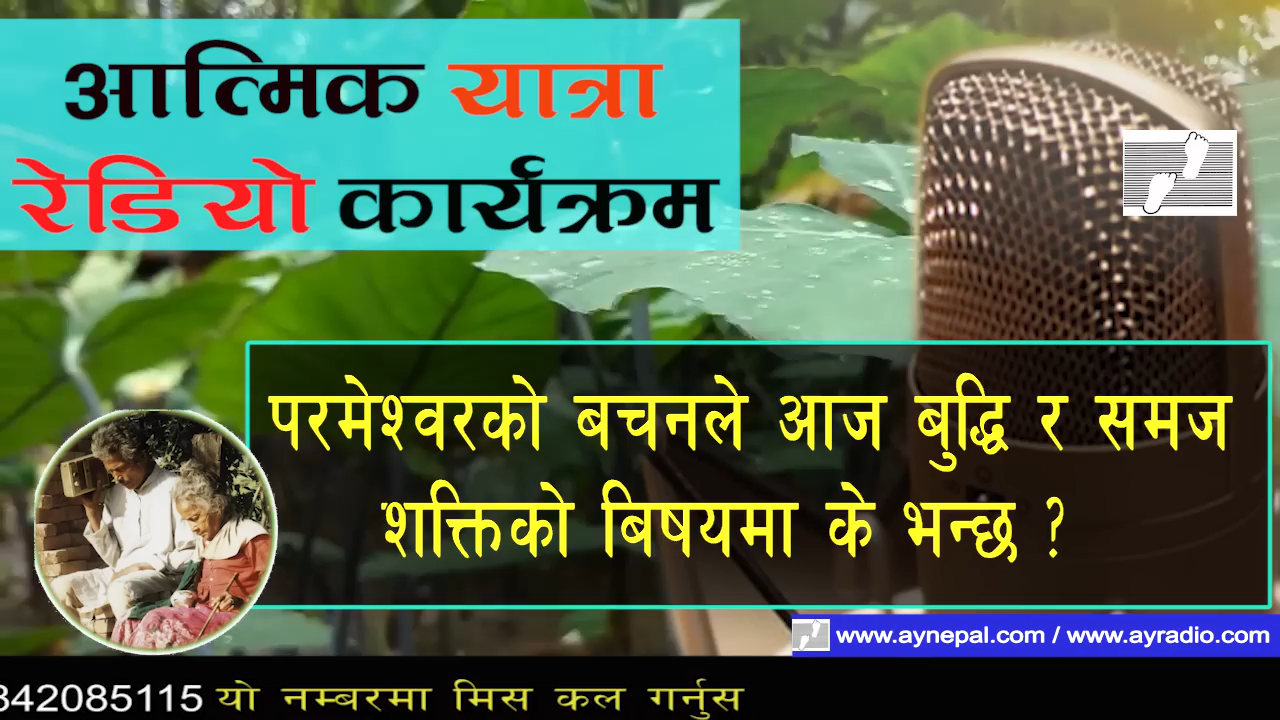 आत्मिक यात्रा
रेडियो कार्यक्रम
परमेश्वरको बचनले आज बुद्धि र समज
शक्तिको बिषयमा के भन्छ ?
www.aynepal.com / www.ayradio.com
842085115 यो नम्बरमा मिस कल गर्नुस